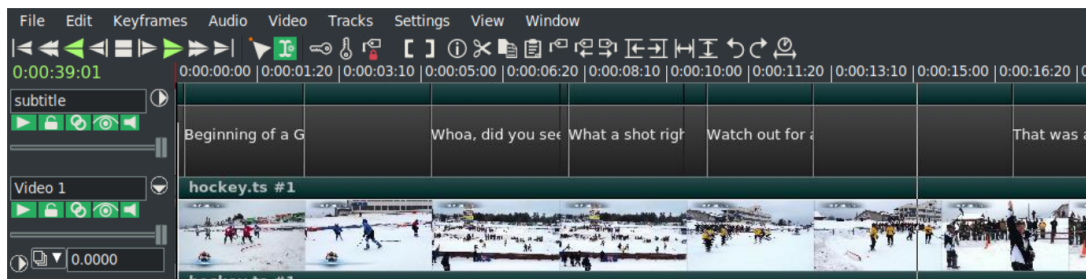 File Edit Keyframes Audio Video Tracks Settings View Window
0:00:39:01 0:00:00:00 0:00:01:20 0:00:03:10 0:00:05:00 0:00:06:20 0:00:08:10 0:00:10:00 0:00:11:20 0:00:13:10 0:00:15:00 0:00:16:20
subtitle
Beginning of a G Whoa, did you see What a shot righ Watch out for a That was
Video 1 hockey.ts #1
0.0000
hockey.ts #1